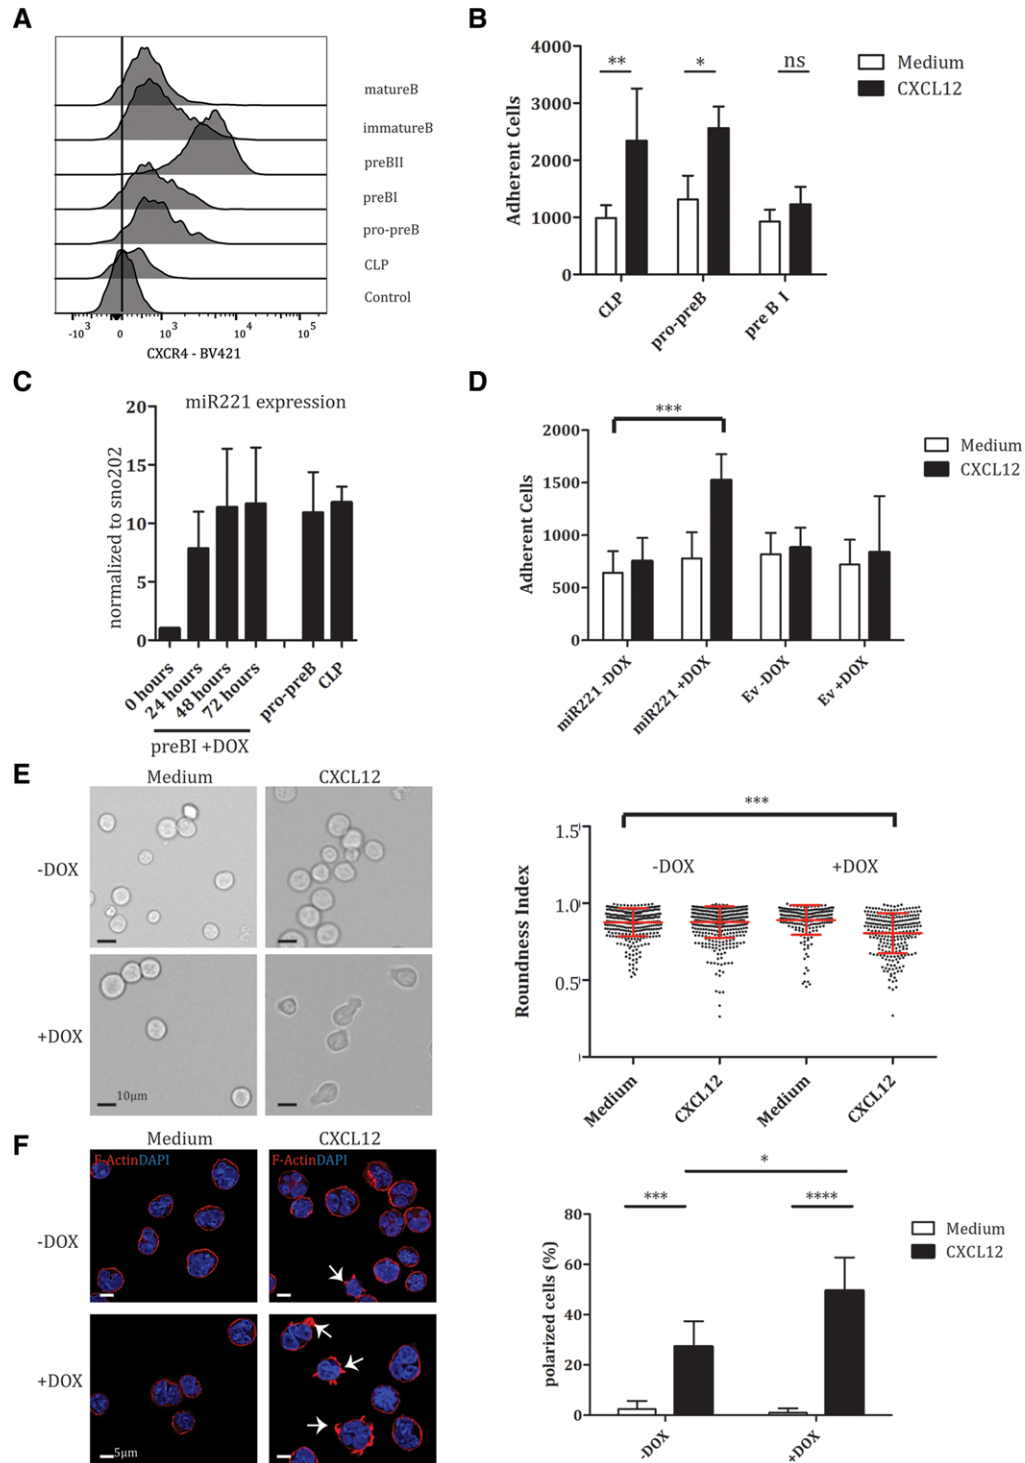 A
matureB
immatureB
preBII
preBI
pro-preB
CLP
Control
-10³ 0 10³ 10⁴ 10⁵
CXCR4 - BV421
B
4000
3000
2000
1000
0
Adherent Cells
** * ns
Medium
CXCL12
CLP pro-preB pre B I
C
miR221 expression
20
15
10
5
0
normalized to sno202
0 hours 24 hours 48 hours 72 hours pro-preB CLP
preBI +DOX
D
***
2000
1500
1000
500
0
Adherent Cells
Medium
CXCL12
miR221 -DOX miR221 +DOX Ev -DOX Ev +DOX
E
Medium CXCL12
-DOX
+DOX
10μm
***
1.5
1.0
0.5
Roundness Index
-DOX +DOX
Medium CXCL12 Medium CXCL12
F
Medium CXCL12
F-ActinDAPI F-ActinDAPI
-DOX
+DOX
5μm
*
*** ****
80
60
40
20
0
polarized cells (%)
Medium
CXCL12
-DOX +DOX